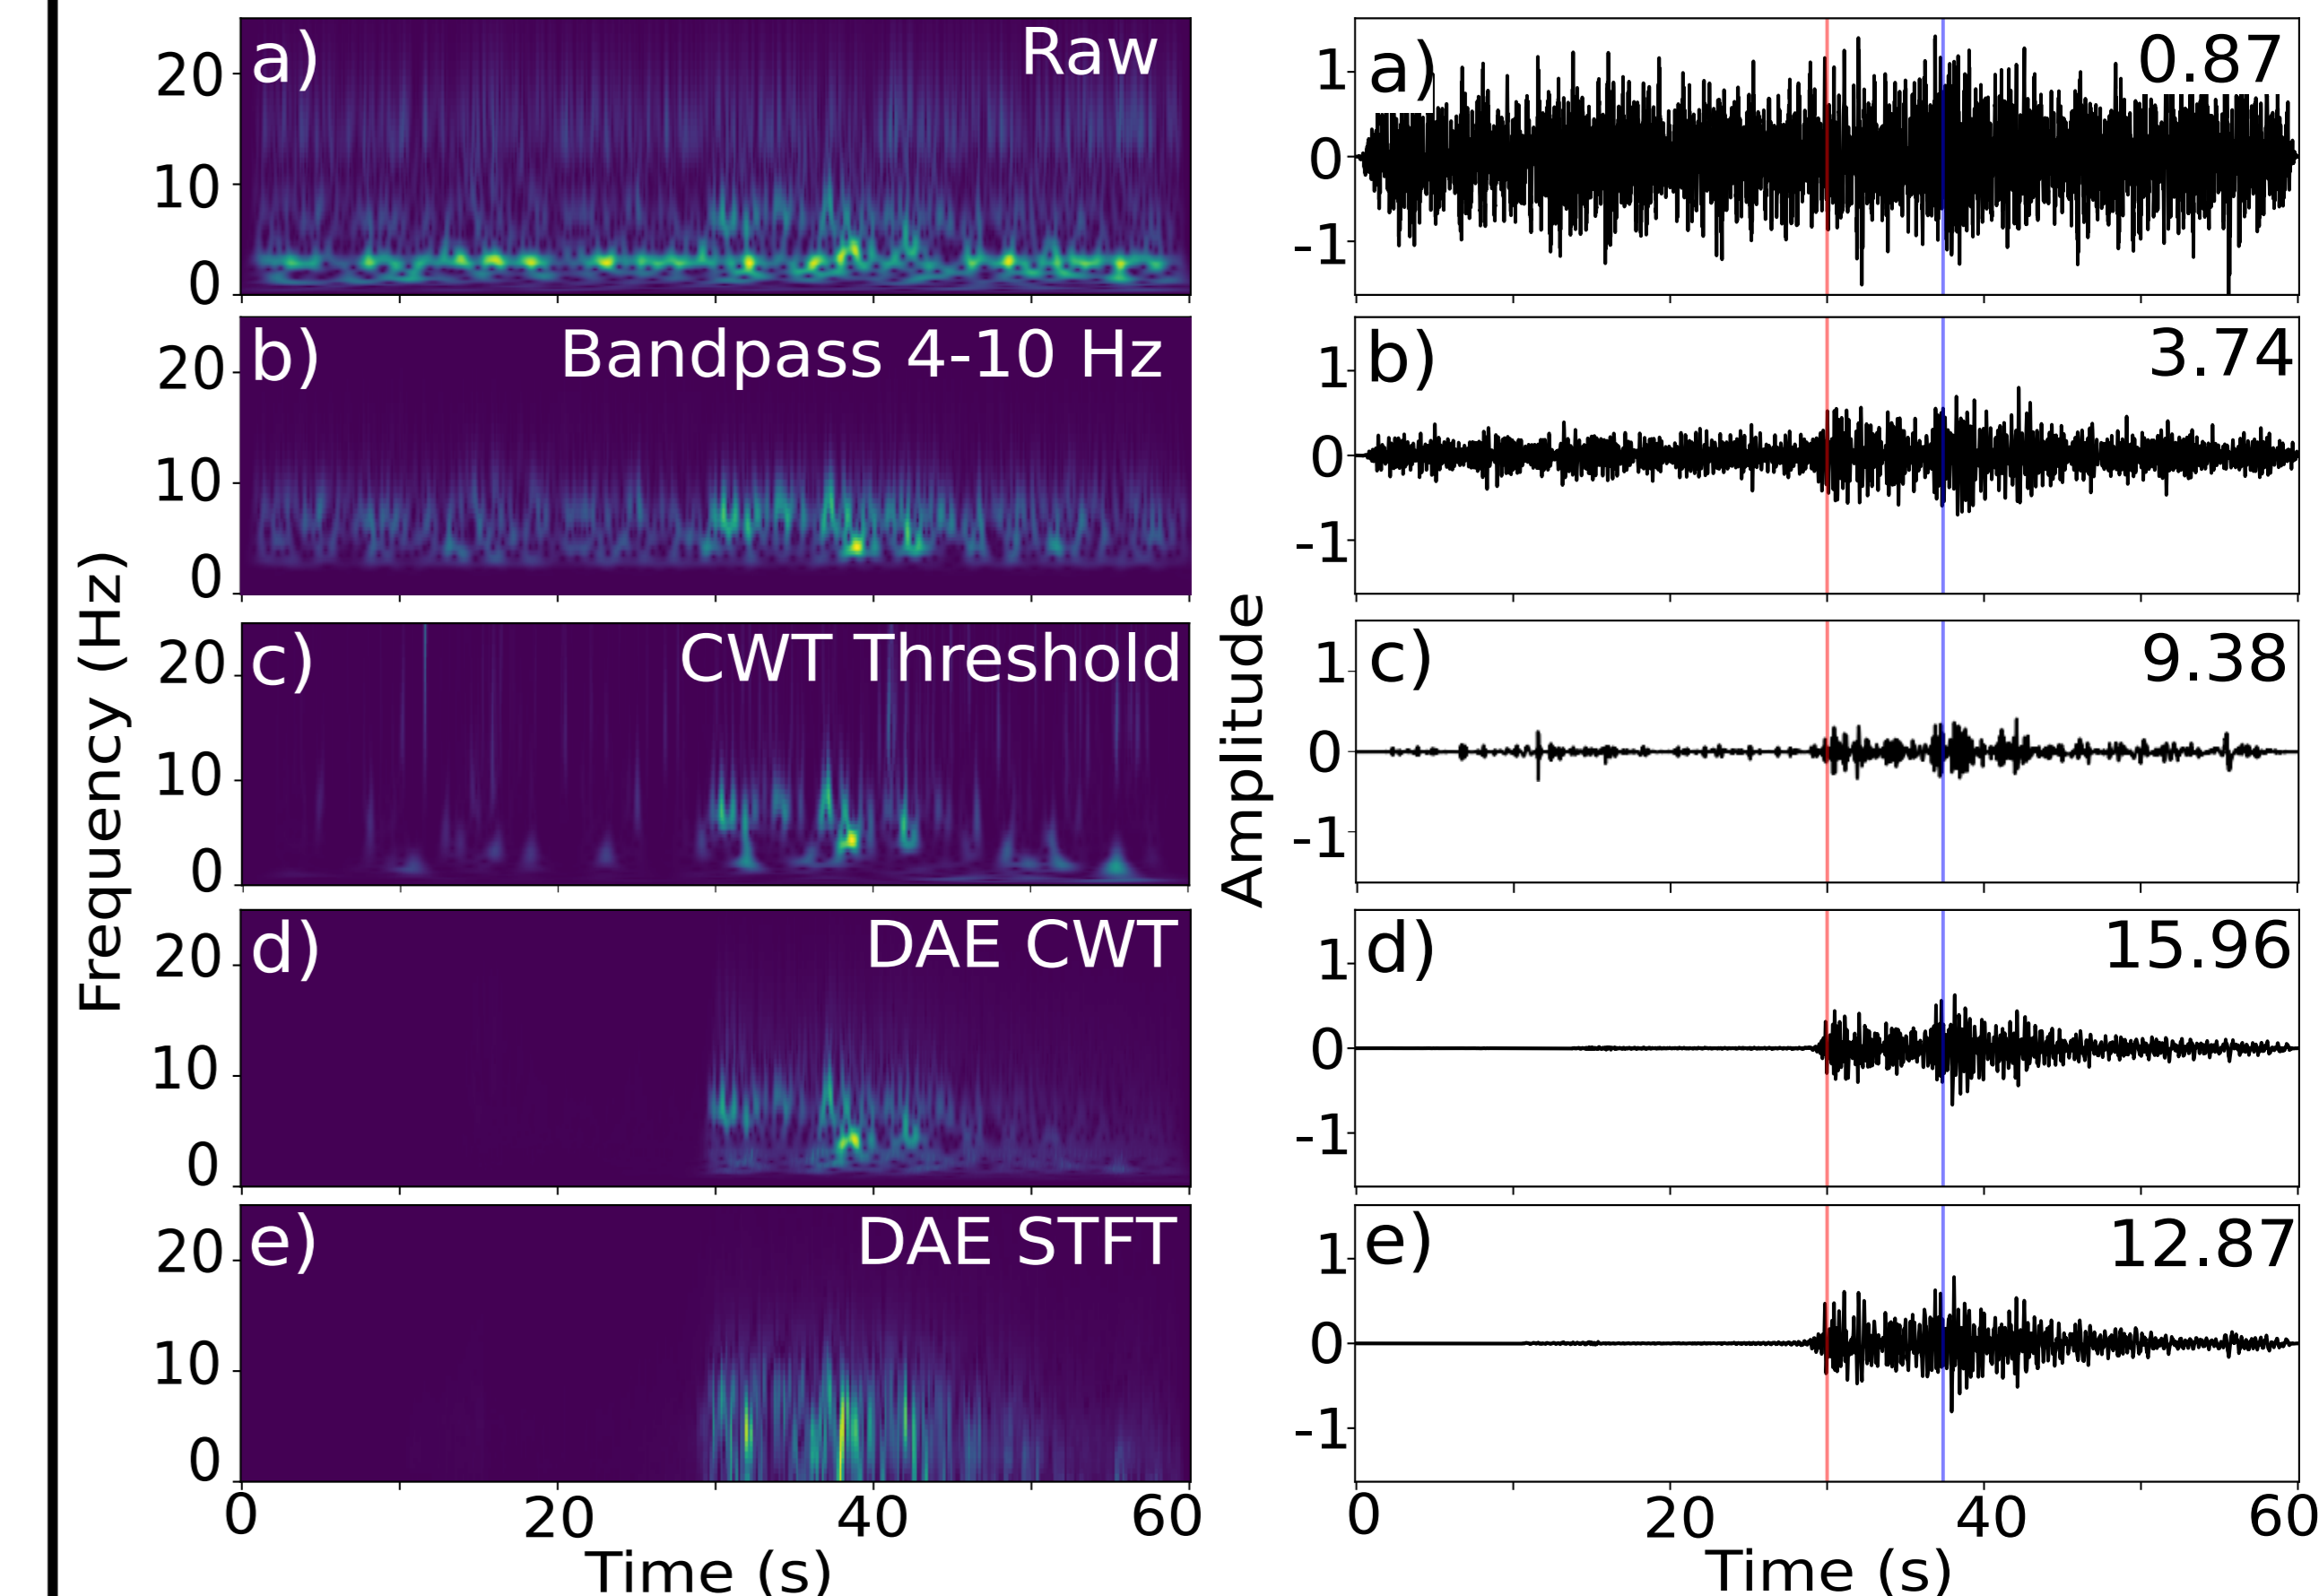 Frequency (Hz)
a) Raw
20
10
0
b) Bandpass 4-10 Hz
20
10
0
c) CWT Threshold
20
10
0
d) DAE CWT
20
10
0
e) DAE STFT
20
10
0
0 20 40 60
Time (s)
Amplitude
a) 0.87
1
0
-1
b) 3.74
1
0
-1
c) 9.38
1
0
-1
d) 15.96
1
0
-1
e) 12.87
1
0
-1
0 20 40 60
Time (s)